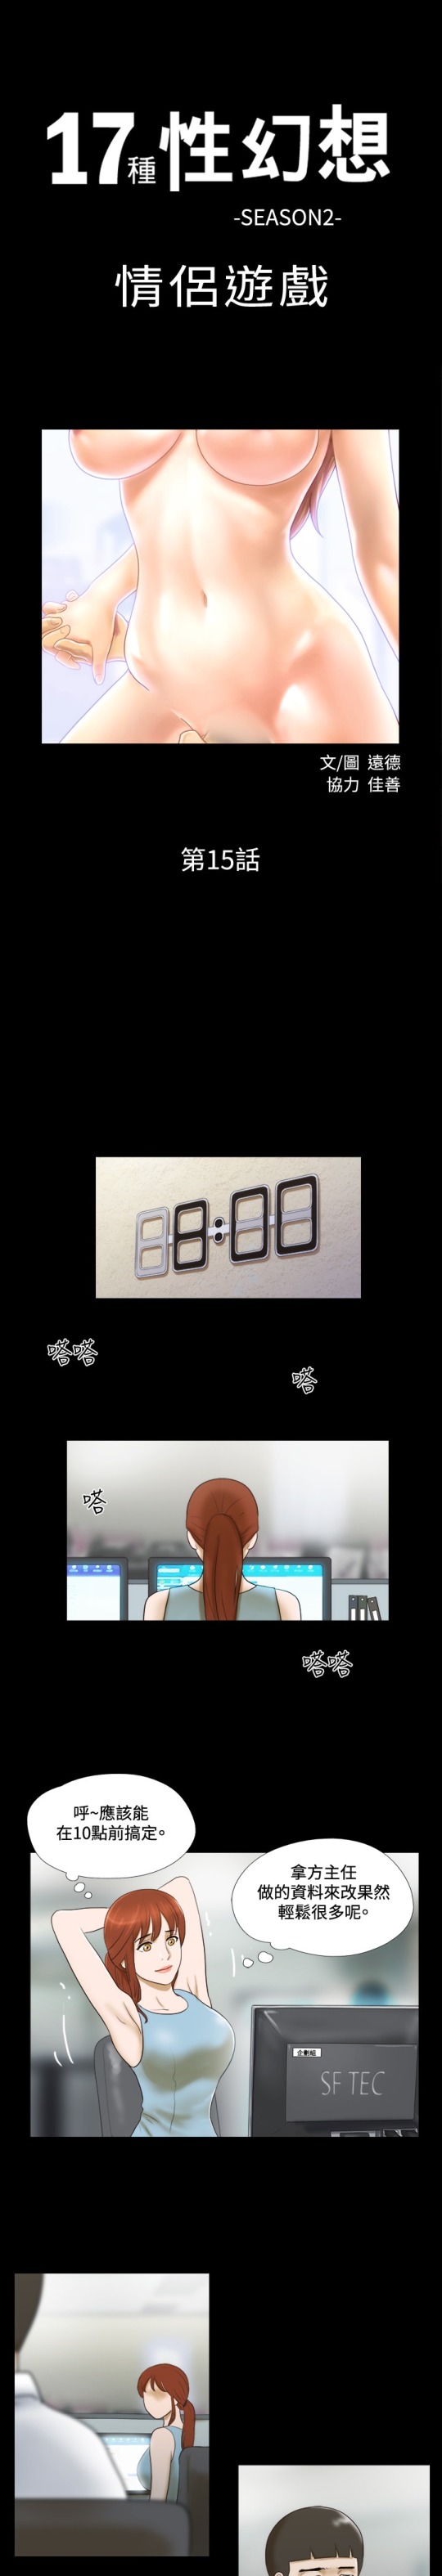 17種性幻想
-SEASON2-
情侶遊戲
文/圖 遠德
協力 佳善
第15話
88:88
嗒嗒
嗒
嗒
嗒嗒
呼~應該能
在10點前搞定。
拿方主任
做的資料來改果然
輕鬆很多呢。
企劃組
SF TEC